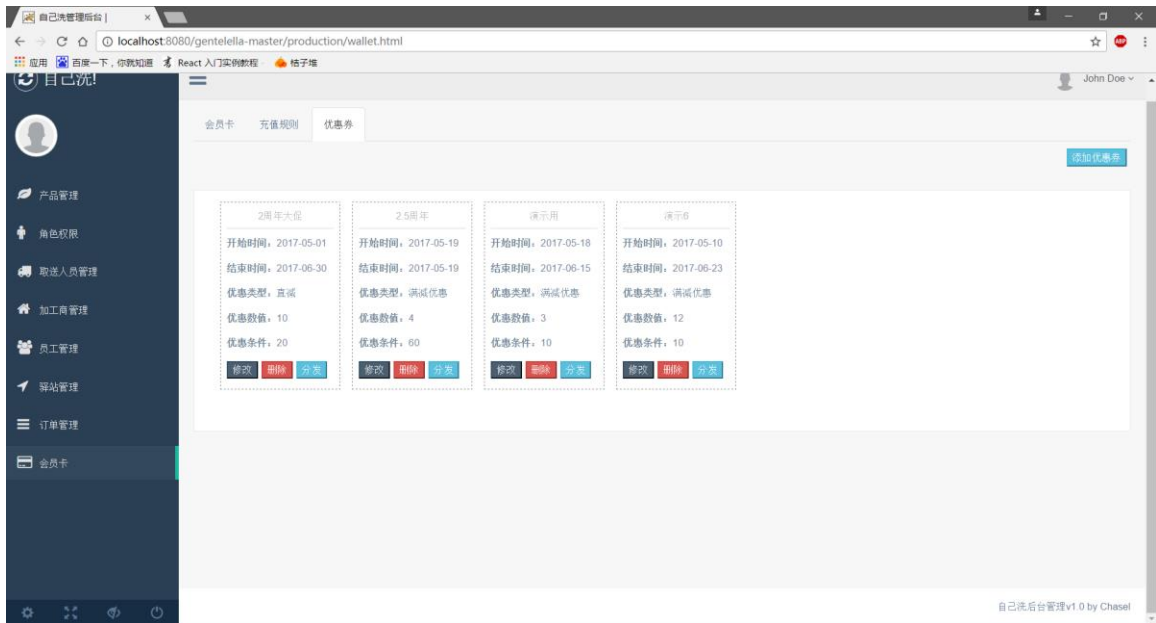 自己洗管理后台 |
localhost:8080/gentelella-master/production/wallet.html
应用 百度一下，你就知道 React 入门实例教程 桔子堆
自己洗!
John Doe
会员卡 充值规则 优惠券
添加优惠券
产品管理
角色权限
取送人员管理
加工商管理
员工管理
驿站管理
订单管理
会员卡
2周年大促
开始时间：2017-05-01
结束时间：2017-06-30
优惠类型：直减
优惠数值：10
优惠条件：20
修改 删除 分发
2.5周年
开始时间：2017-05-19
结束时间：2017-05-19
优惠类型：满减优惠
优惠数值：4
优惠条件：60
修改 删除 分发
演示用
开始时间：2017-05-18
结束时间：2017-06-15
优惠类型：满减优惠
优惠数值：3
优惠条件：10
修改 删除 分发
演示6
开始时间：2017-05-10
结束时间：2017-06-23
优惠类型：满减优惠
优惠数值：12
优惠条件：10
修改 删除 分发
自己洗后台管理v1.0 by Chasel